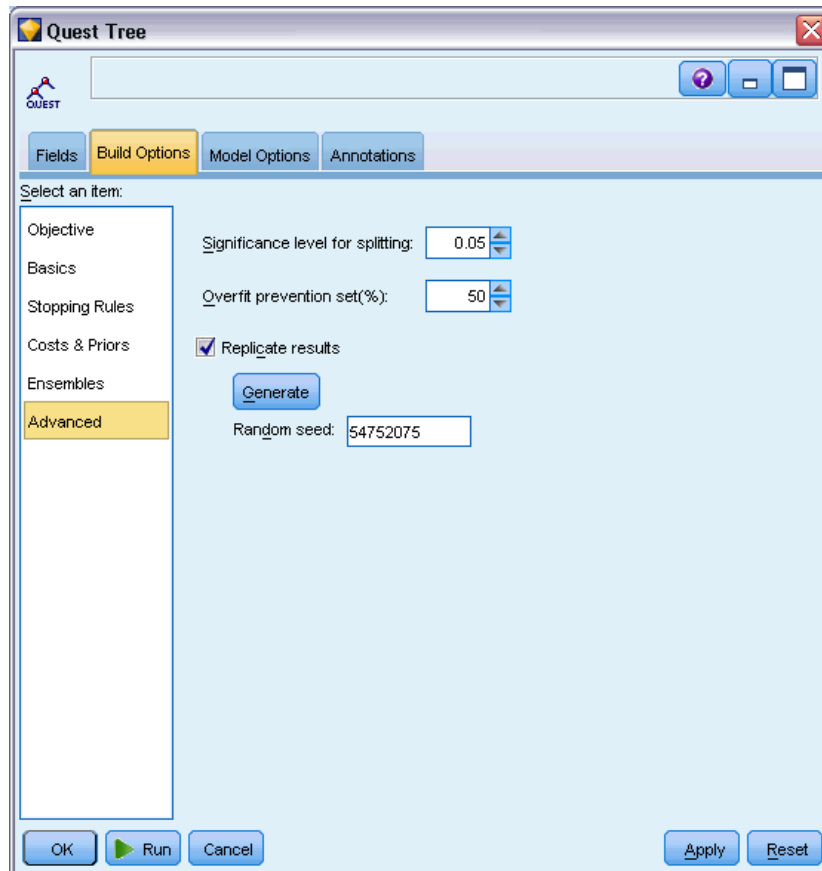 Quest Tree
QUEST
Fields
Build Options
Model Options
Annotations
Select an item:
Objective
Basics
Stopping Rules
Costs & Priors
Ensembles
Advanced
Significance level for splitting: 0.05
Overfit prevention set(%): 50
Replicate results
Generate
Random seed: 54752075
OK
Run
Cancel
Apply
Reset